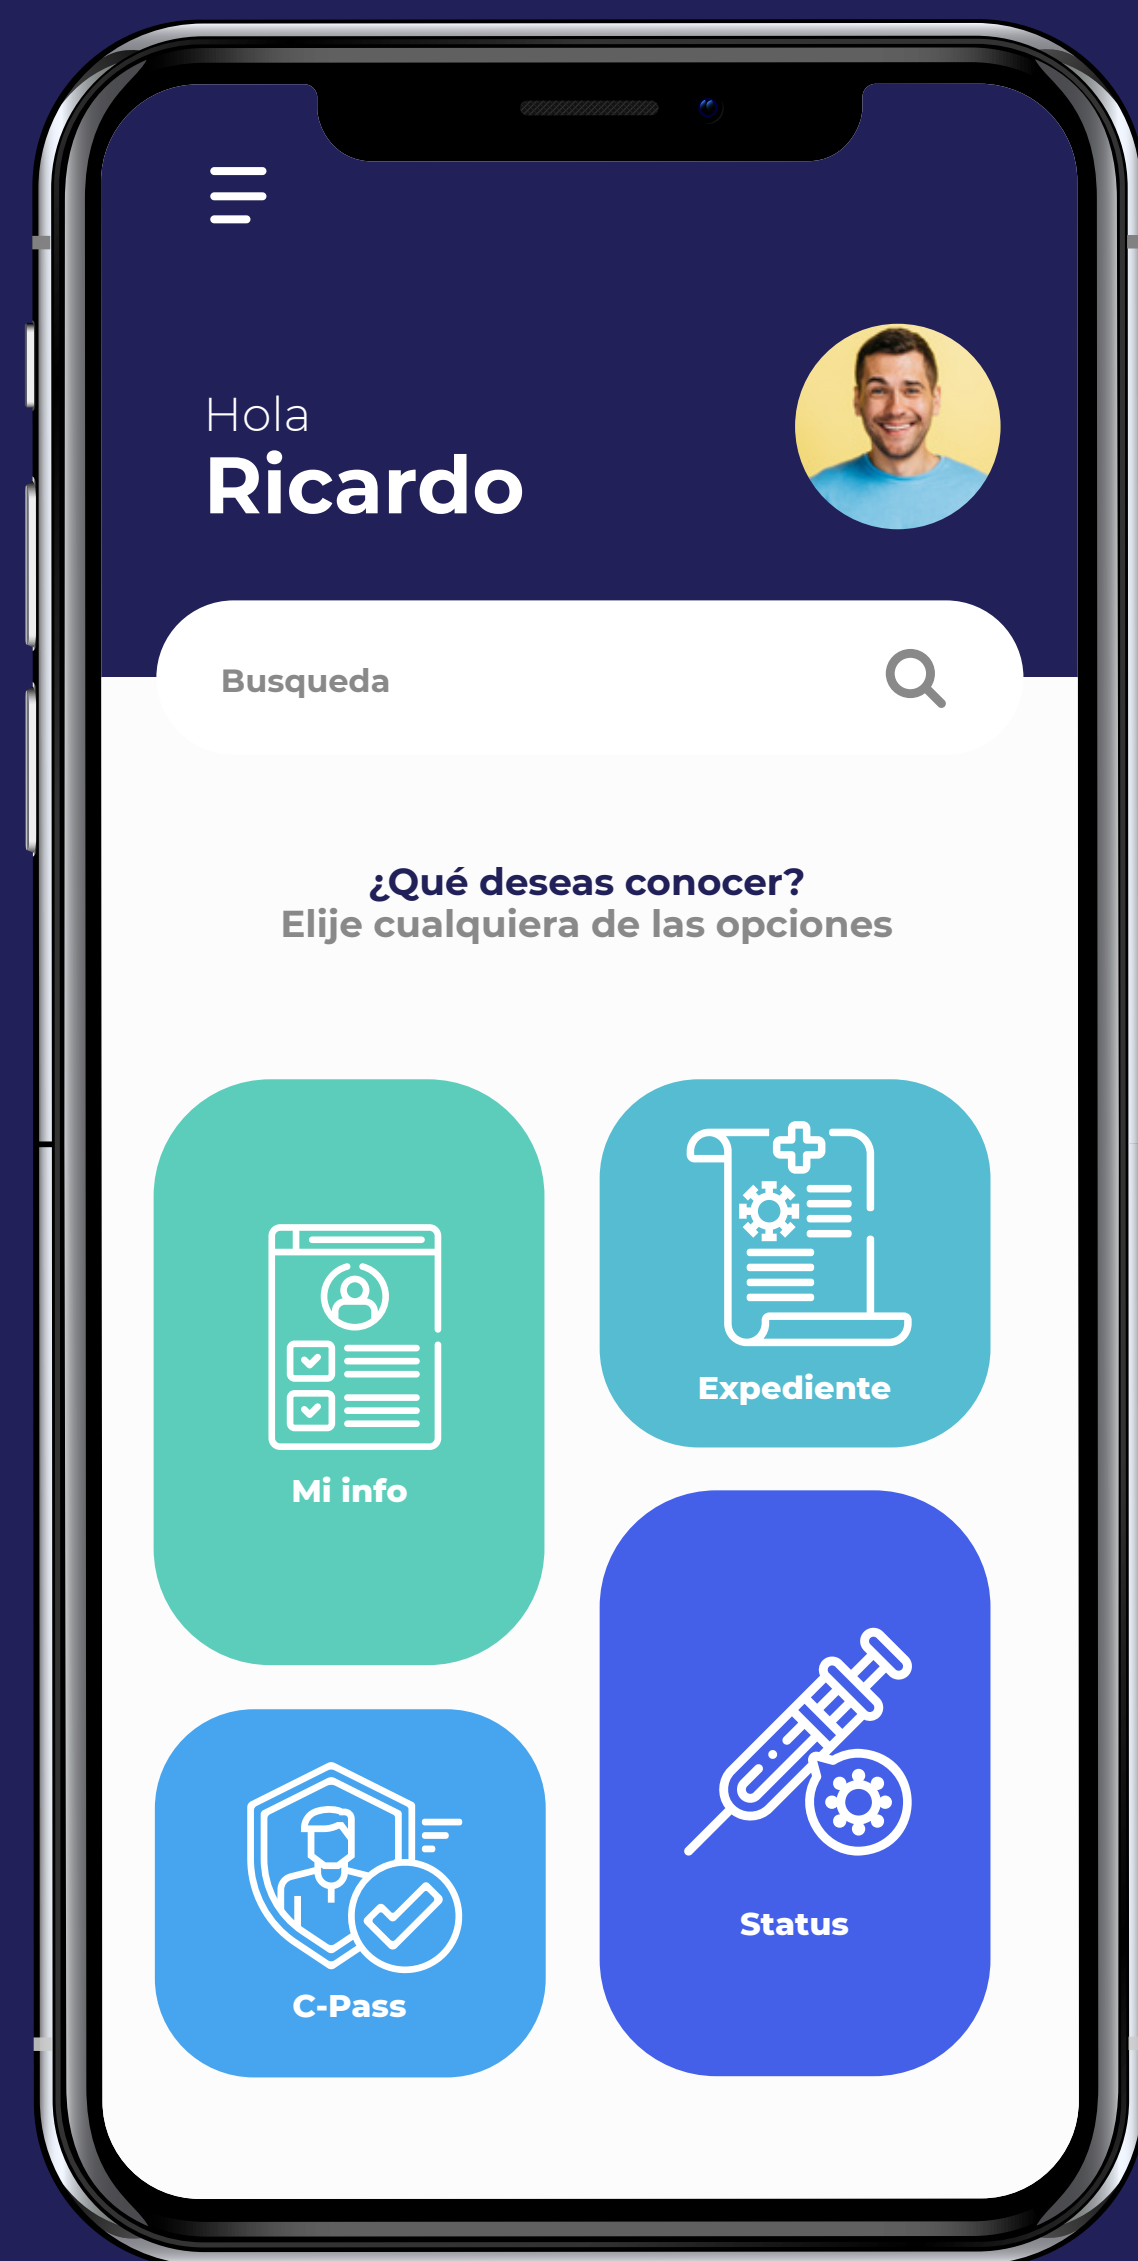 Hola
Ricardo
Busqueda
¿Qué deseas conocer?
Elije cualquiera de las opciones
Mi info
Expediente
C-Pass
Status